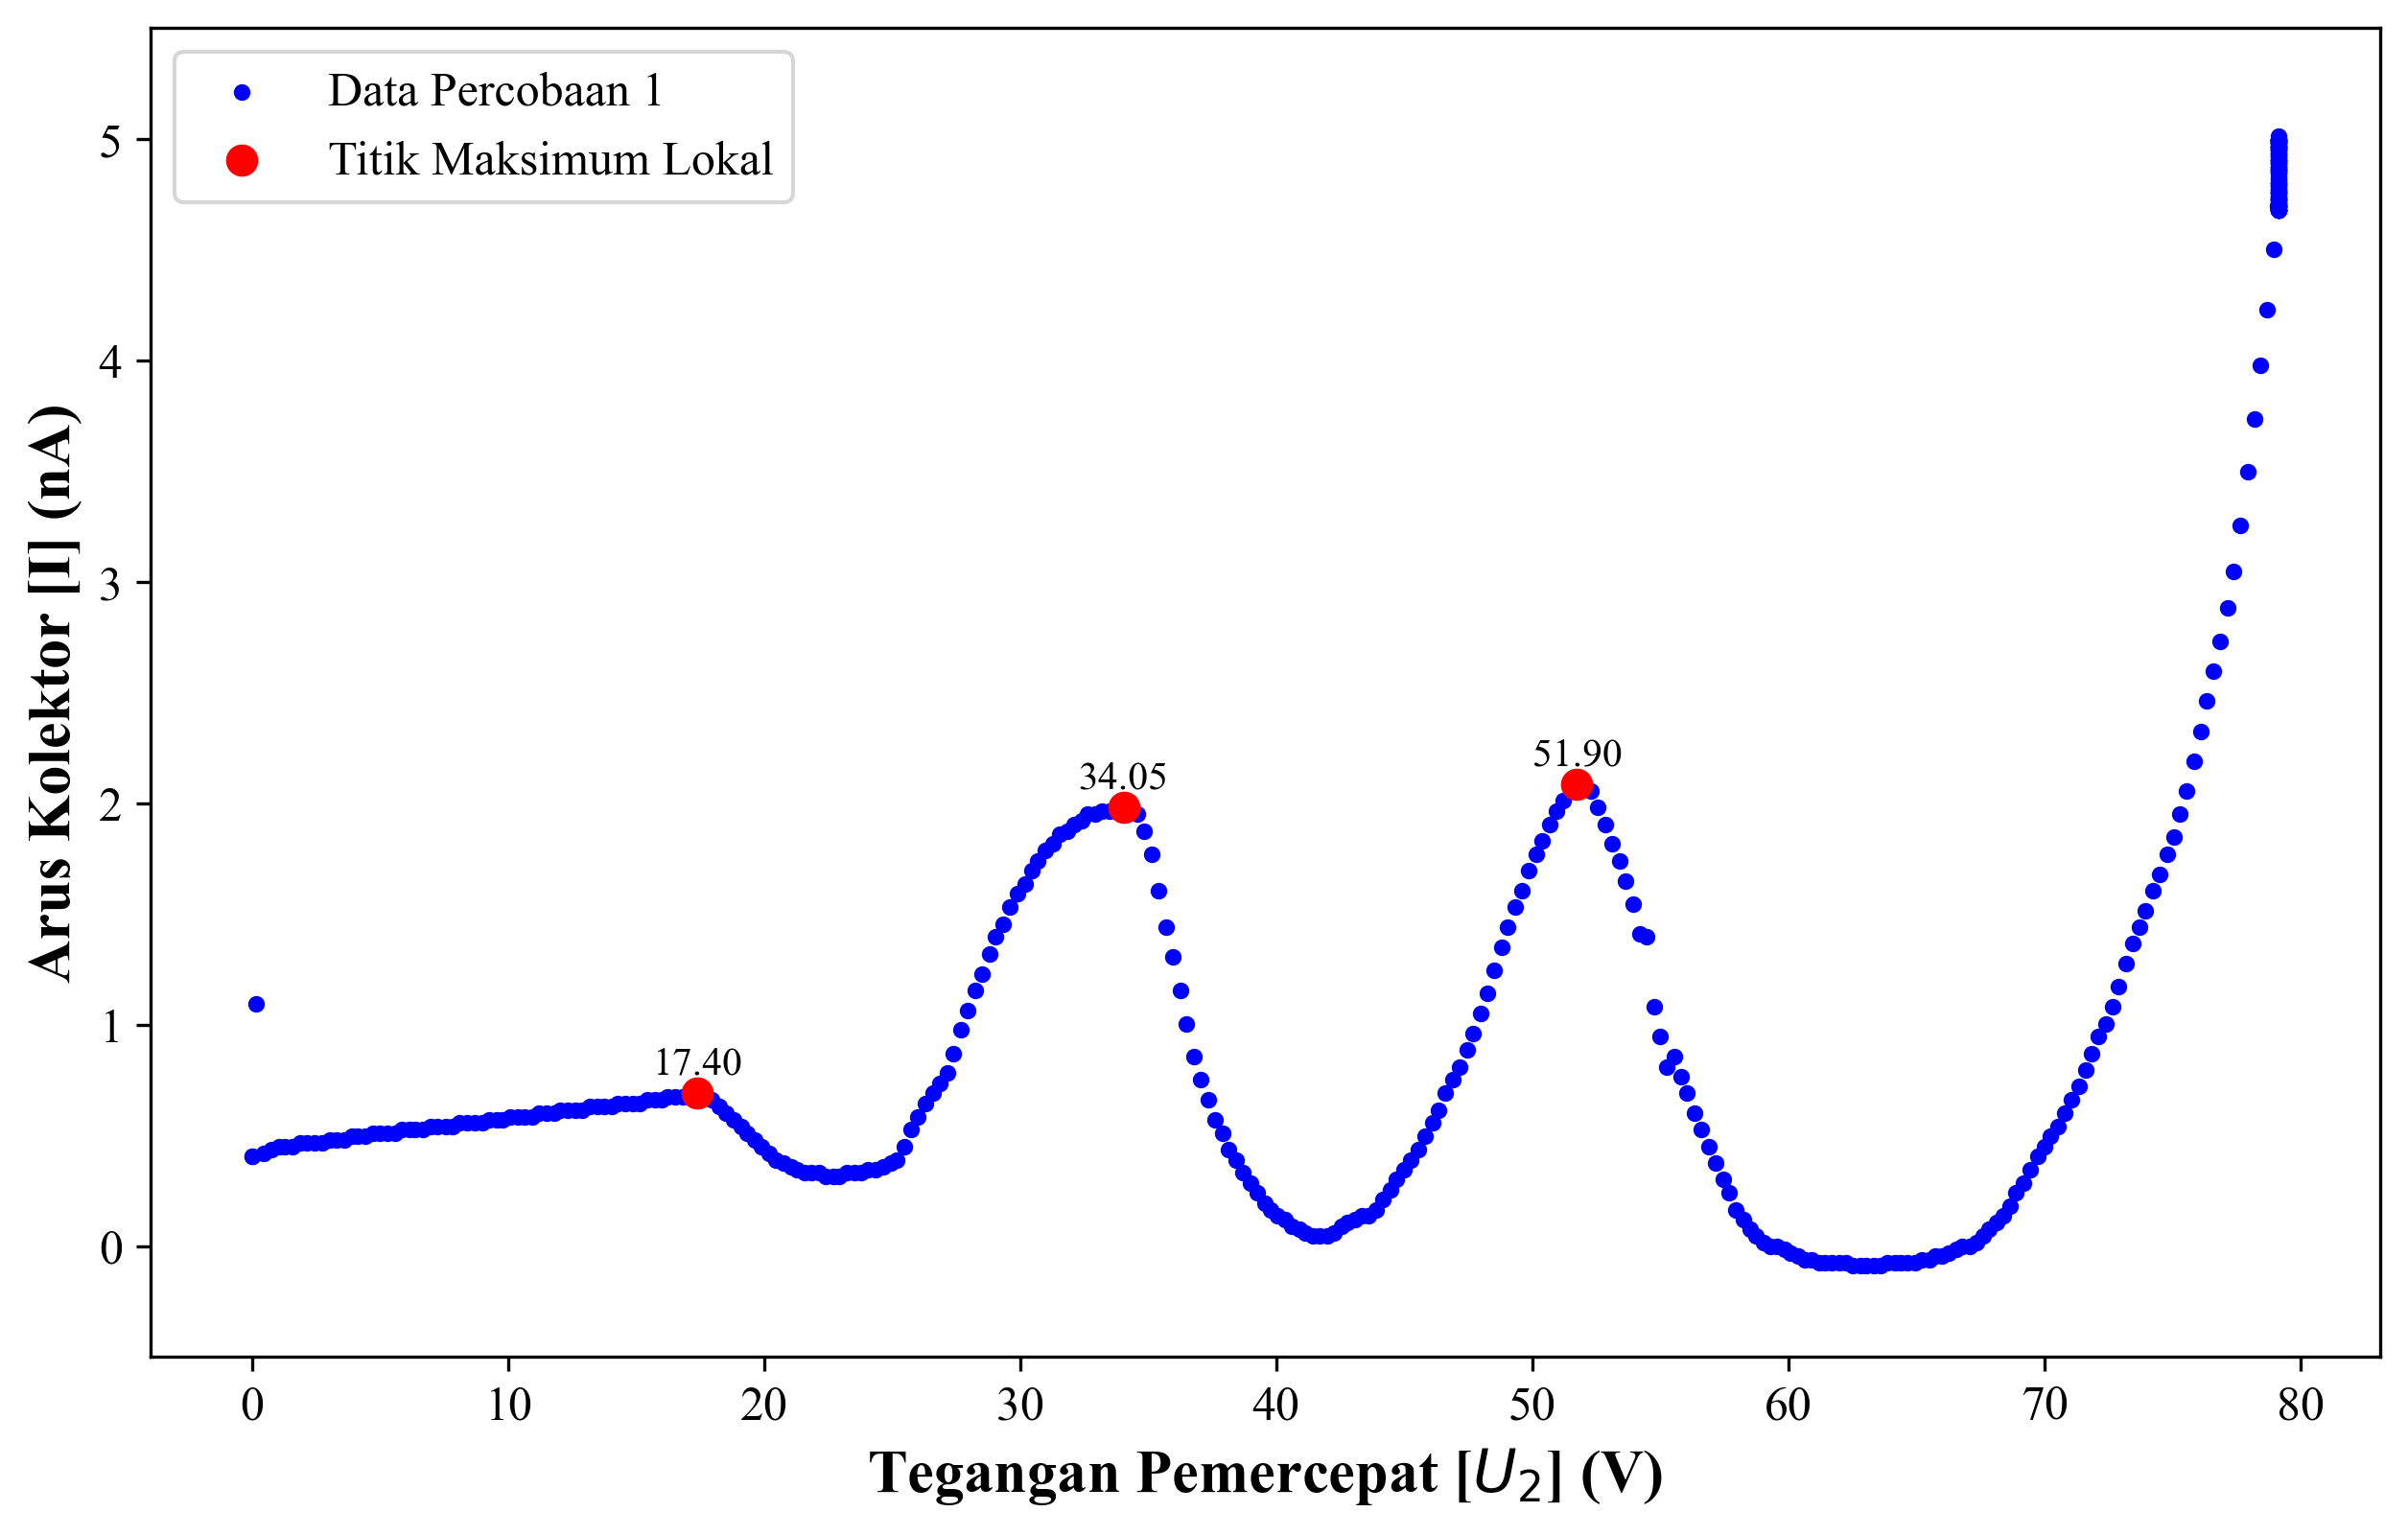 Data Percobaan 1
Titik Maksimum Lokal
Arus Kolektor [I] (nA)
5
4
3
2
1
0
17.40
34.05
51.90
0 10 20 30 40 50 60 70 80
Tegangan Pemercepat [U₂] (V)